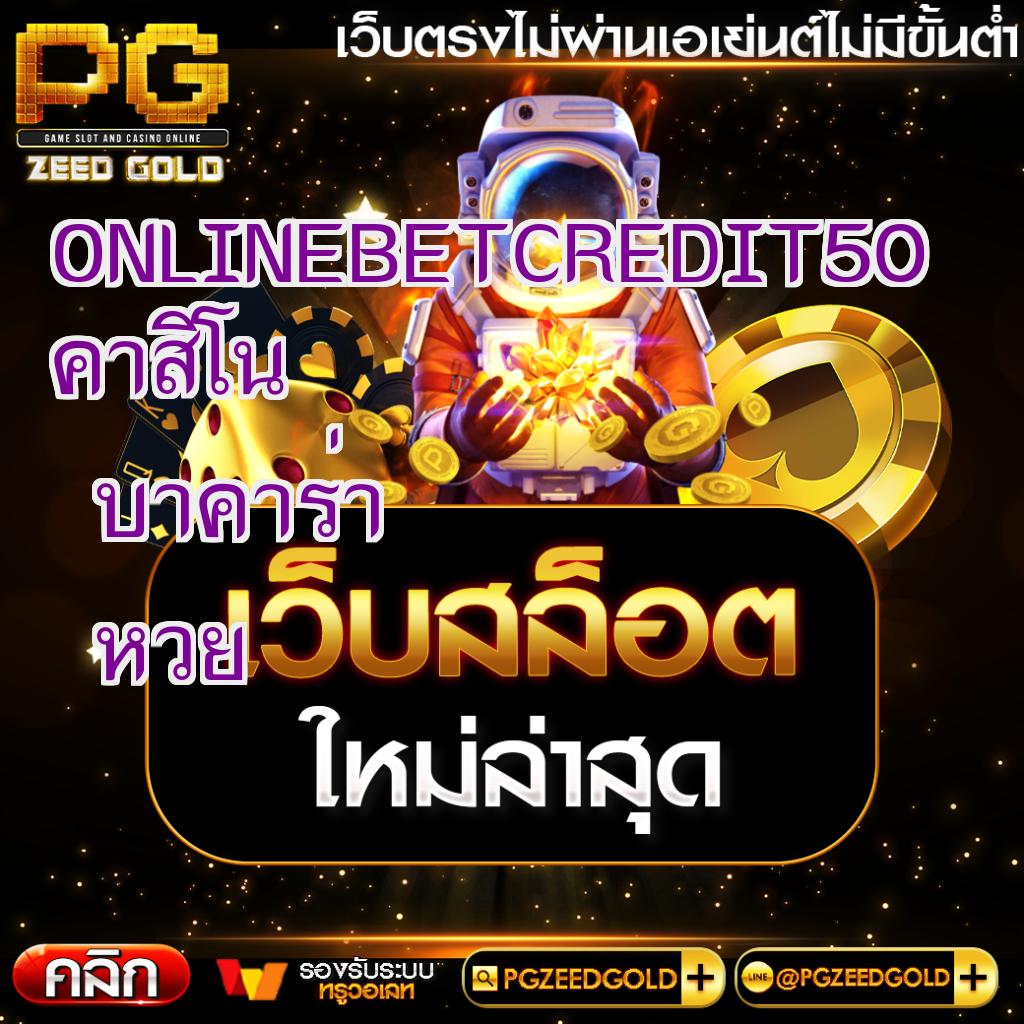 เว็บตรงไม่ผ่านเอเย่นต์ไม่มีขั้นต่ำ
PG
GAME SLOT AND CASINO ONLINE
ZEED GOLD
ONLINEBETCREDIT50
คาสิโน
บาคาร่า
หวย
เว็บสล็อต
ใหม่ล่าสุด
คลิก
รองรับระบบ
ทรูวอเลท
PGZEEDGOLD +
LINE @PGZEEDGOLD +